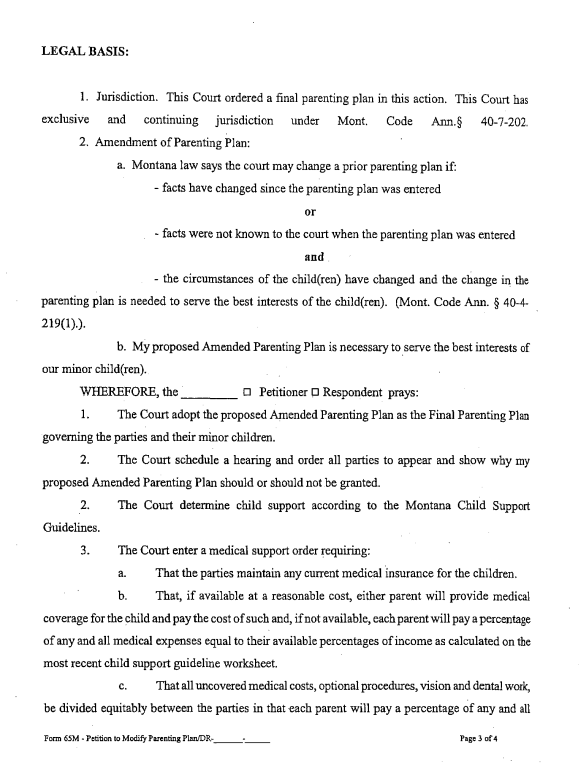 LEGAL BASIS:
1. Jurisdiction. This Court ordered a final parenting plan in this action. This Court has
exclusive and continuing jurisdiction under Mont. Code Ann.§ 40-7-202.
2. Amendment of Parenting Plan:
a. Montana law says the court may change a prior parenting plan if:
- facts have changed since the parenting plan was entered
or
- facts were not known to the court when the parenting plan was entered
and
- the circumstances of the child(ren) have changed and the change in the
parenting plan is needed to serve the best interests of the child(ren). (Mont. Code Ann. § 40-4-
219(1).).
b. My proposed Amended Parenting Plan is necessary to serve the best interests of
our minor child(ren).
WHEREFORE, the ________ □ Petitioner □ Respondent prays:
1. The Court adopt the proposed Amended Parenting Plan as the Final Parenting Plan
governing the parties and their minor children.
2. The Court schedule a hearing and order all parties to appear and show why my
proposed Amended Parenting Plan should or should not be granted.
2. The Court determine child support according to the Montana Child Support
Guidelines.
3. The Court enter a medical support order requiring:
a. That the parties maintain any current medical insurance for the children.
b. That, if available at a reasonable cost, either parent will provide medical
coverage for the child and pay the cost of such and, if not available, each parent will pay a percentage
of any and all medical expenses equal to their available percentages of income as calculated on the
most recent child support guideline worksheet.
c. That all uncovered medical costs, optional procedures, vision and dental work,
be divided equitably between the parties in that each parent will pay a percentage of any and all
Form 65M - Petition to Modify Parenting Plan/DR-______-_____ Page 3 of 4